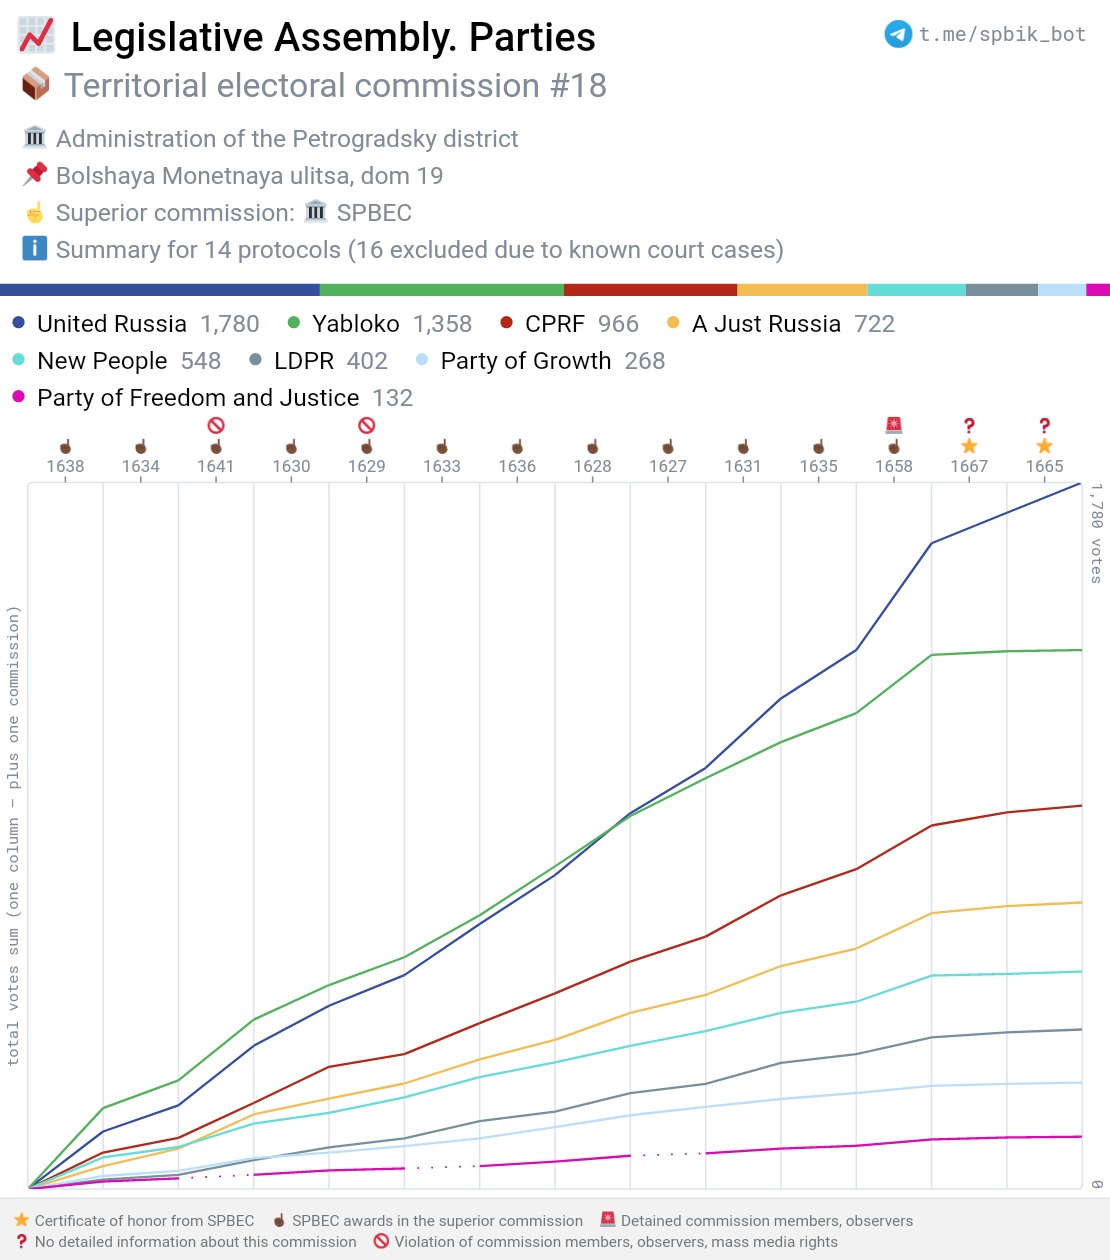 Legislative Assembly. Parties
t.me/spbik_bot
Territorial electoral commission #18
Administration of the Petrogradsky district
Bolshaya Monetnaya ulitsa, dom 19
Superior commission: SPBEC
Summary for 14 protocols (16 excluded due to known court cases)
United Russia 1,780 Yabloko 1,358 CPRF 966 A Just Russia 722
New People 548 LDPR 402 Party of Growth 268
Party of Freedom and Justice 132
1638 1634 1641 1630 1629 1633 1636 1628 1627 1631 1635 1658 1667 1665
1,780 votes
total votes sum (one column – plus one commission)
0
Certificate of honor from SPBEC SPBEC awards in the superior commission Detained commission members, observers
No detailed information about this commission Violation of commission members, observers, mass media rights